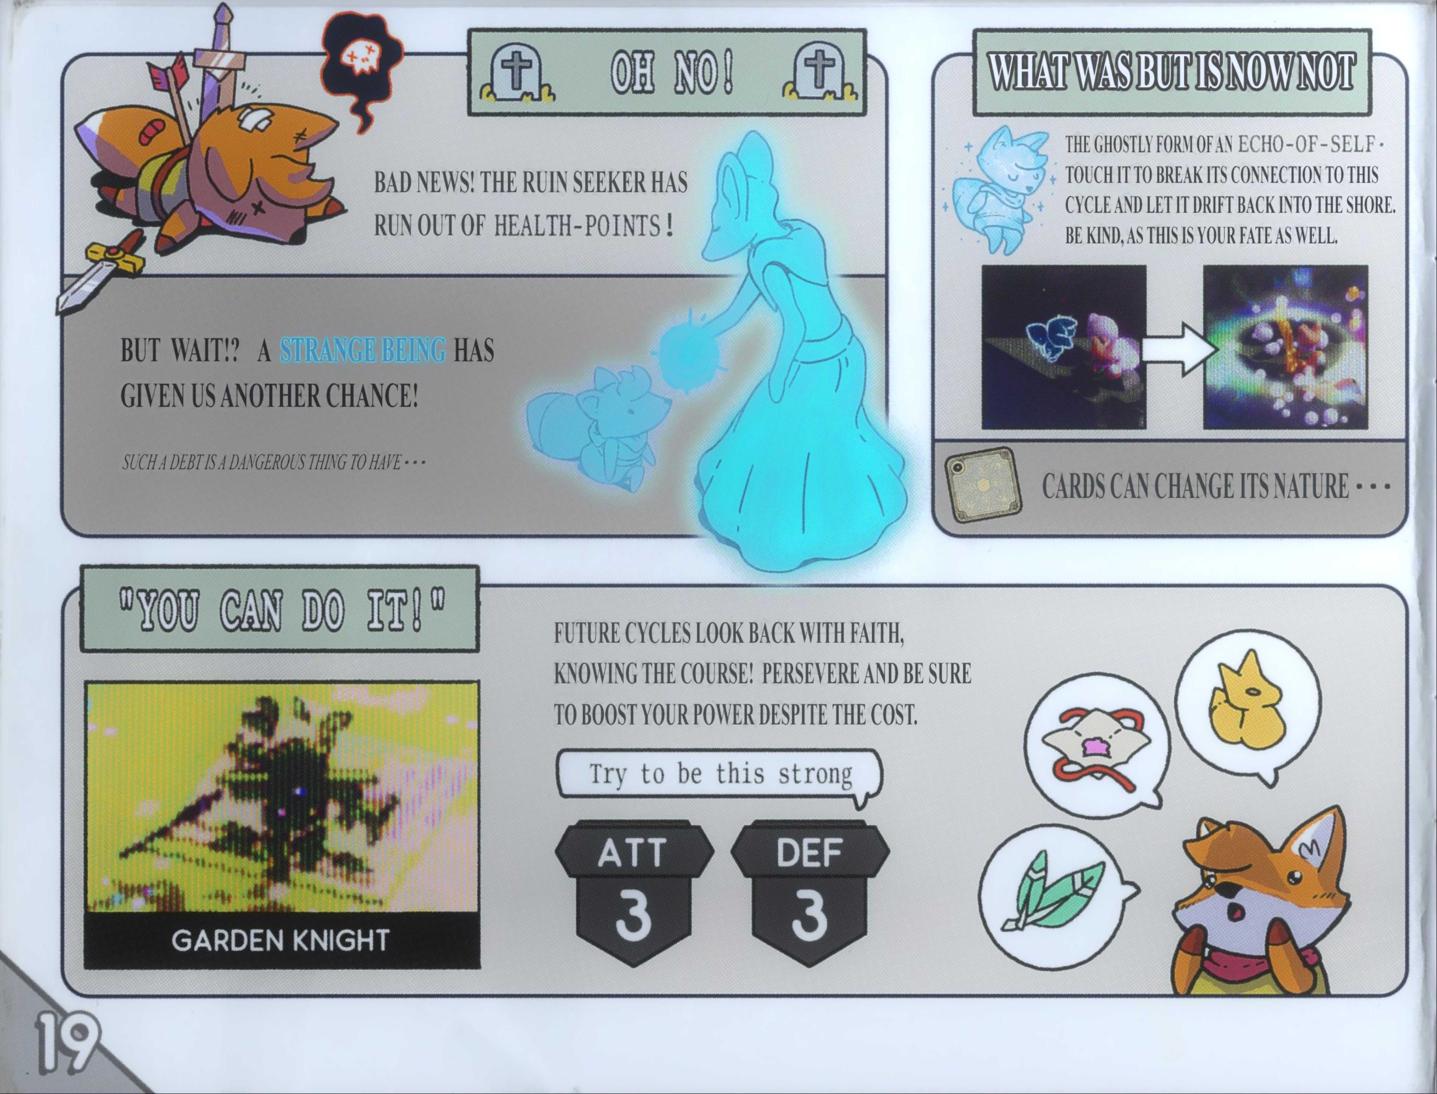 OH NO!
BAD NEWS! THE RUIN SEEKER HAS
RUN OUT OF HEALTH-POINTS!
BUT WAIT!? A STRANGE BEING HAS
GIVEN US ANOTHER CHANCE!
SUCH A DEBT IS A DANGEROUS THING TO HAVE···
WHAT WAS BUT IS NOW NOT
THE GHOSTLY FORM OF AN ECHO-OF-SELF·
TOUCH IT TO BREAK ITS CONNECTION TO THIS
CYCLE AND LET IT DRIFT BACK INTO THE SHORE.
BE KIND, AS THIS IS YOUR FATE AS WELL.
CARDS CAN CHANGE ITS NATURE···
"YOU CAN DO IT!"
GARDEN KNIGHT
FUTURE CYCLES LOOK BACK WITH FAITH,
KNOWING THE COURSE! PERSEVERE AND BE SURE
TO BOOST YOUR POWER DESPITE THE COST.
Try to be this strong
ATT
3
DEF
3
19